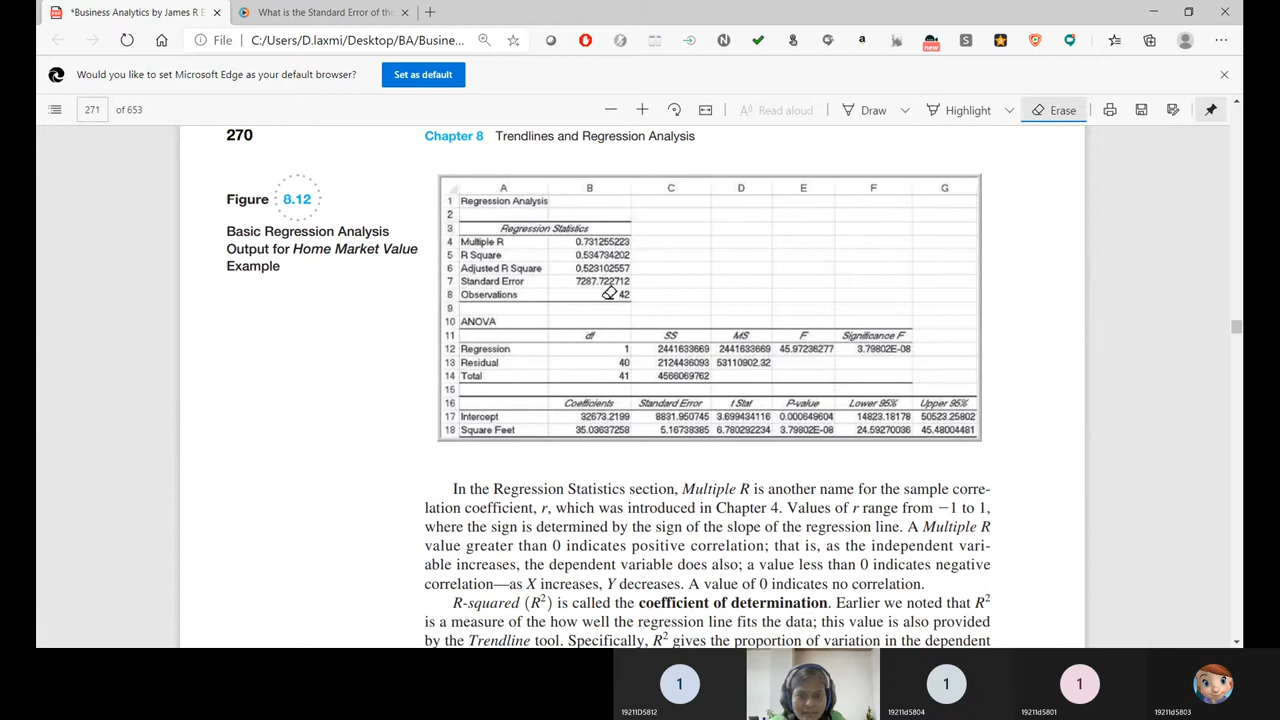 *Business Analytics by James R E
What is the Standard Error of the
File
C:/Users/D.laxmi/Desktop/BA/Busine...
new
Would you like to set Microsoft Edge as your default browser?
Set as default
271 of 653
Read aloud
Draw
Highlight
Erase
270
Chapter 8 Trendlines and Regression Analysis
Figure 8.12
Basic Regression Analysis
Output for Home Market Value
Example
A B C D E F G
1 Regression Analysis
2
3 Regression Statistics
4 Multiple R 0.731255223
5 R Square 0.534734202
6 Adjusted R Square 0.523102557
7 Standard Error 7287.722712
8 Observations 42
9
10 ANOVA
11 df SS MS F Significance F
12 Regression 1 2441633669 2441633669 45.97236277 3.79802E-08
13 Residual 40 2124436093 53110902.32
14 Total 41 4566069762
15
16 Coefficients Standard Error t Stat P-value Lower 95% Upper 95%
17 Intercept 32673.2199 8831.950745 3.699434116 0.000649604 14823.18178 50523.25802
18 Square Feet 35.03637258 5.16738385 6.780292234 3.79802E-08 24.59270036 45.48004481
In the Regression Statistics section, Multiple R is another name for the sample corre-
lation coefficient, r, which was introduced in Chapter 4. Values of r range from −1 to 1,
where the sign is determined by the sign of the slope of the regression line. A Multiple R
value greater than 0 indicates positive correlation; that is, as the independent vari-
able increases, the dependent variable does also; a value less than 0 indicates negative
correlation—as X increases, Y decreases. A value of 0 indicates no correlation.
R-squared (R²) is called the coefficient of determination. Earlier we noted that R²
is a measure of the how well the regression line fits the data; this value is also provided
by the Trendline tool. Specifically, R² gives the proportion of variation in the dependent
1
1
1
19211D5812
19211d5804
19211d5801
19211d5803